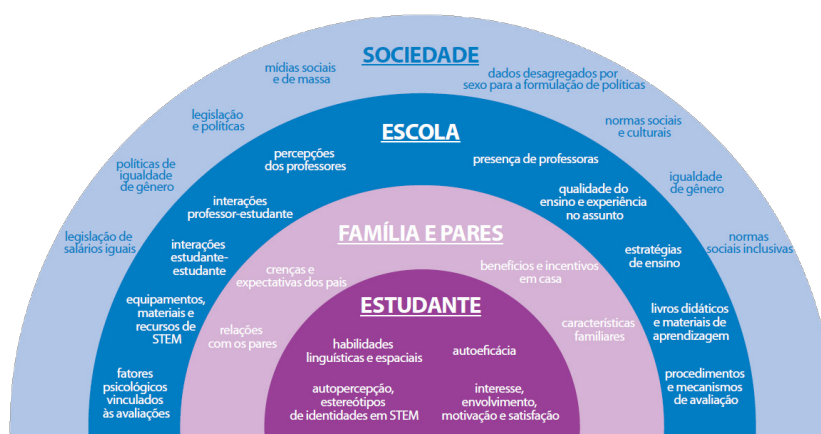 SOCIEDADE
mídias sociais
e de massa
dados desagregados por
sexo para a formulação de políticas
legislação
e políticas
normas sociais
e culturais
políticas de
igualdade
de gênero
igualdade
de gênero
legislação de
salários iguais
normas
sociais inclusivas
ESCOLA
percepções
dos professores
presença de professoras
interações
professor-estudante
qualidade do
ensino e experiência
no assunto
interações
estudante-
estudante
estratégias
de ensino
equipamentos,
materiais e
recursos de
STEM
livros didáticos
e materiais de
aprendizagem
fatores
psicológicos
vinculados
às avaliações
procedimentos
e mecanismos
de avaliação
FAMÍLIA E PARES
crenças e
expectativas dos pais
benefícios e incentivos
em casa
relações
com os pares
características
familiares
ESTUDANTE
habilidades
linguísticas e espaciais
autoeficácia
autopercepção,
estereótipos
de identidades em STEM
interesse,
envolvimento,
motivação e satisfação